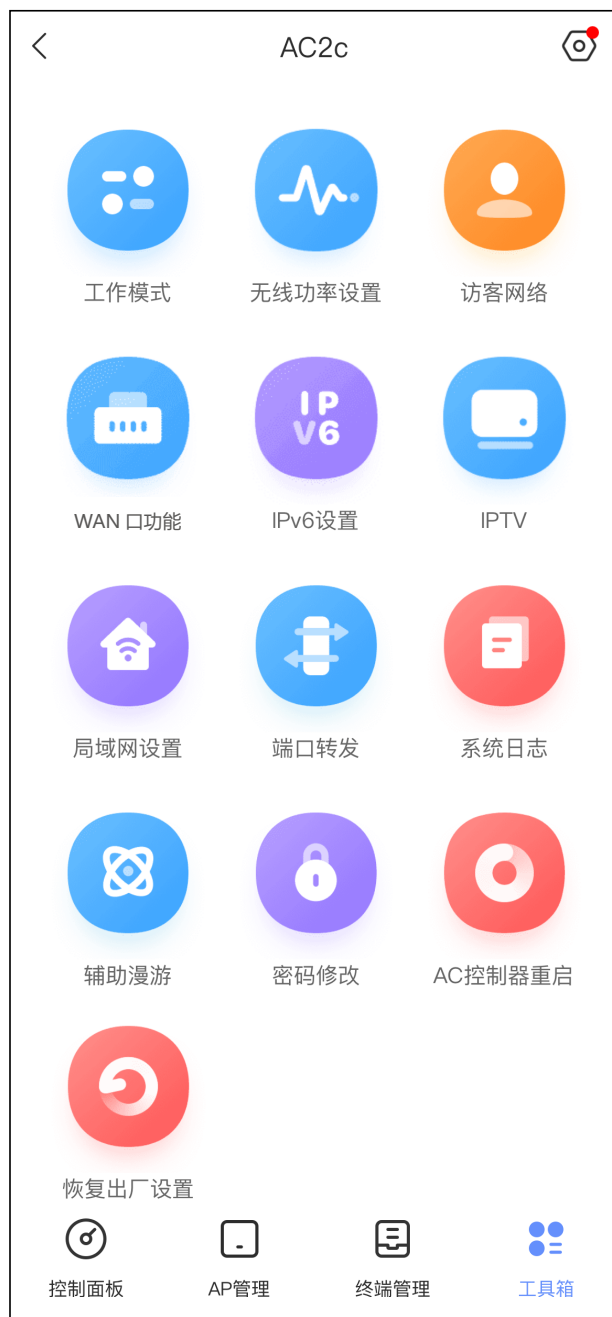 AC2c
工作模式 无线功率设置 访客网络
IP
V6
WAN 口功能 IPv6设置 IPTV
局域网设置 端口转发 系统日志
辅助漫游 密码修改 AC控制器重启
恢复出厂设置
控制面板 AP管理 终端管理 工具箱